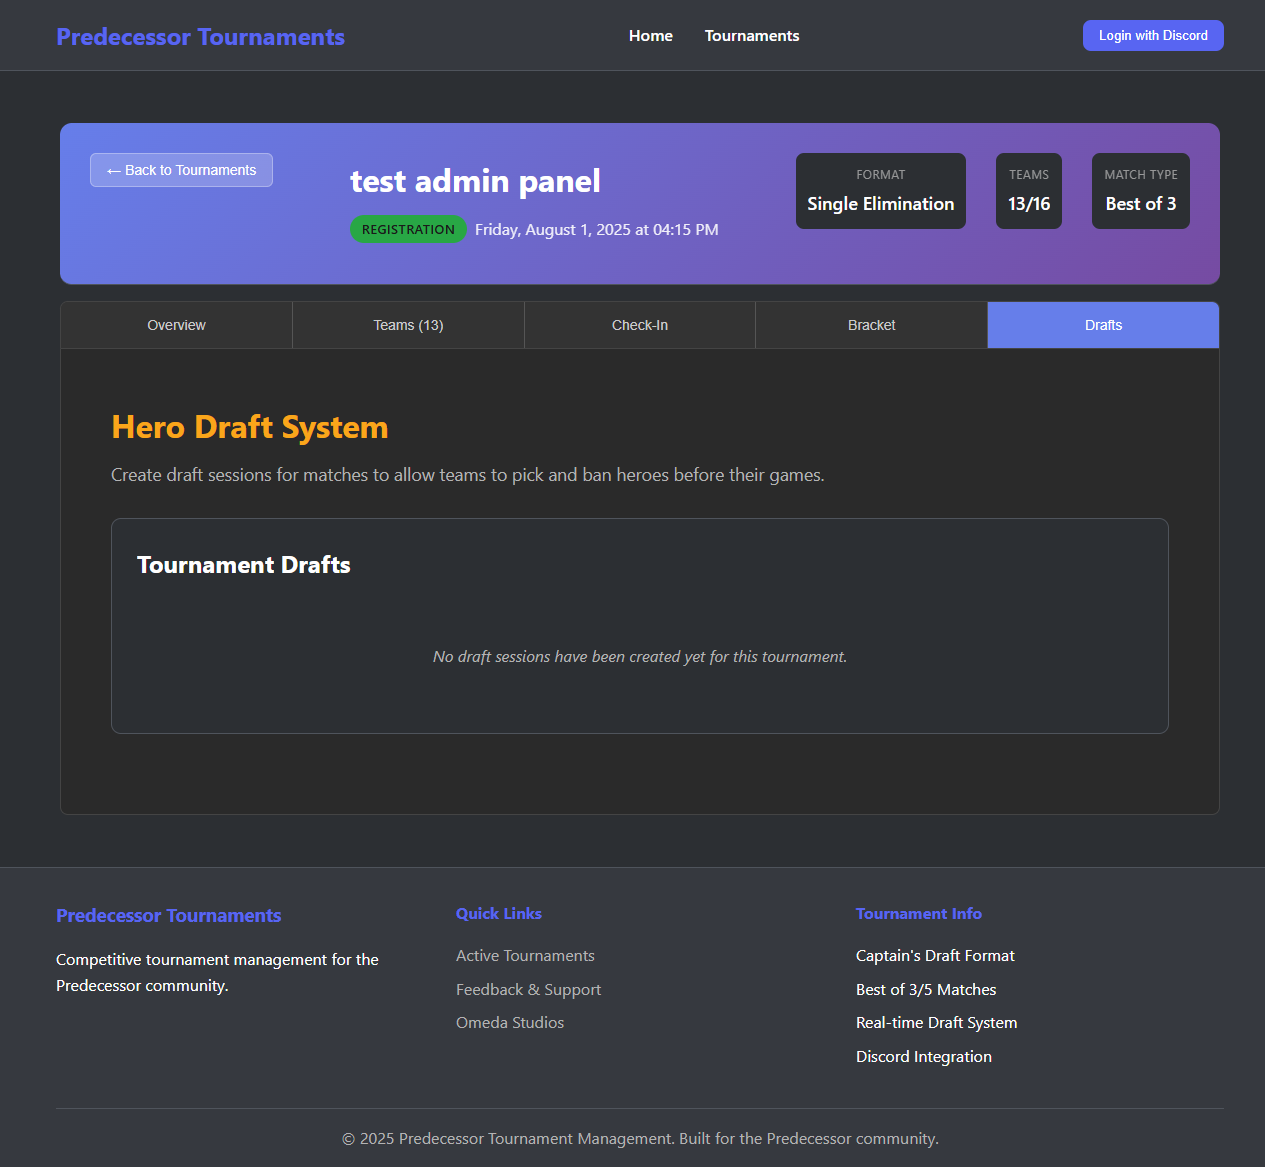 Predecessor Tournaments
Home
Tournaments
Login with Discord
← Back to Tournaments
test admin panel
REGISTRATION
Friday, August 1, 2025 at 04:15 PM
FORMAT
Single Elimination
TEAMS
13/16
MATCH TYPE
Best of 3
Overview
Teams (13)
Check-In
Bracket
Drafts
Hero Draft System
Create draft sessions for matches to allow teams to pick and ban heroes before their games.
Tournament Drafts
No draft sessions have been created yet for this tournament.
Predecessor Tournaments
Competitive tournament management for the
Predecessor community.
Quick Links
Active Tournaments
Feedback & Support
Omeda Studios
Tournament Info
Captain's Draft Format
Best of 3/5 Matches
Real-time Draft System
Discord Integration
© 2025 Predecessor Tournament Management. Built for the Predecessor community.